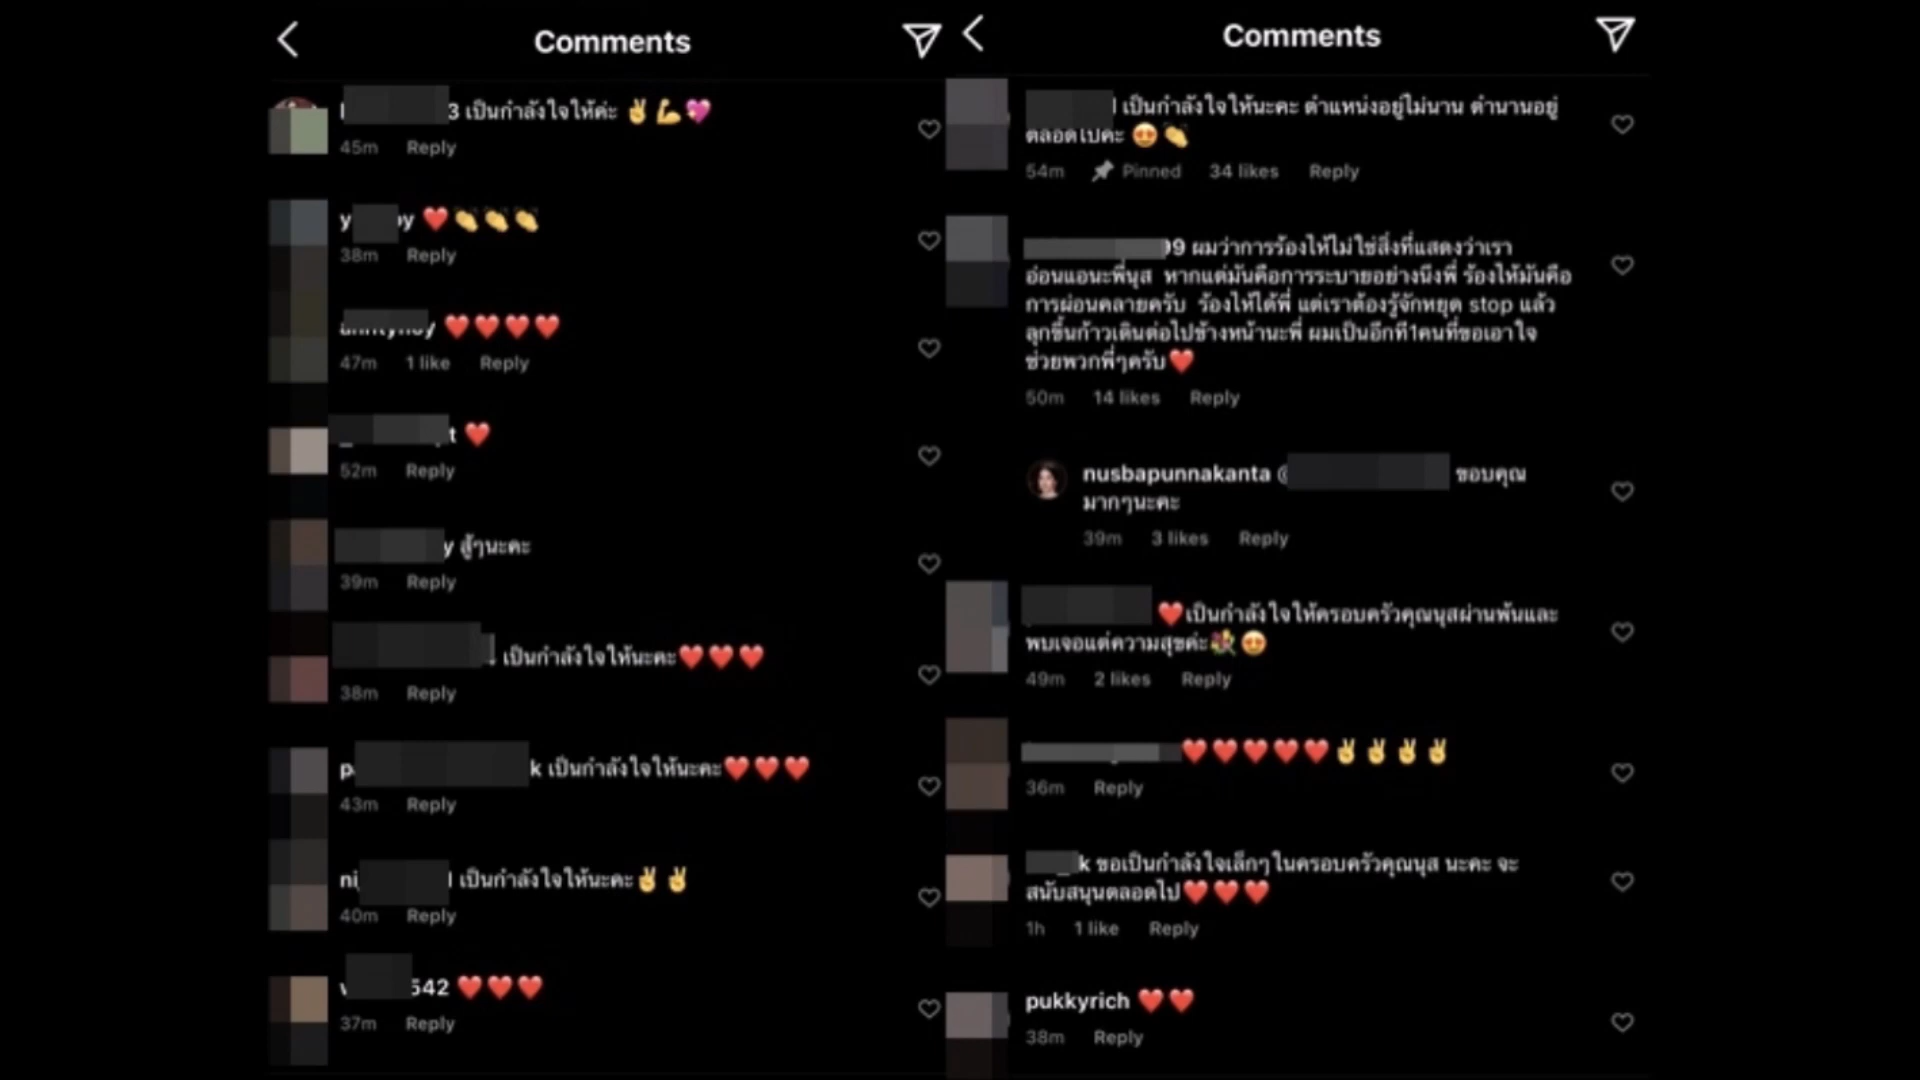 Comments
3 เป็นกำลังใจให้ค่ะ ✌️💪💖
45m Reply
❤️👏👏👏
38m Reply
❤️❤️❤️❤️
47m 1 like Reply
❤️
52m Reply
สู้ๆนะคะ
39m Reply
เป็นกำลังใจให้นะคะ❤️❤️❤️
38m Reply
k เป็นกำลังใจให้นะคะ❤️❤️❤️
43m Reply
เป็นกำลังใจให้นะคะ✌️✌️
40m Reply
542 ❤️❤️❤️
37m Reply
Comments
เป็นกำลังใจให้นะคะ ตำแหน่งอยู่ไม่นาน ตำนานอยู่
ตลอดไปค่ะ 😍👏
54m Pinned 34 likes Reply
99 ผมว่าการร้องไห้ไม่ใช่สิ่งที่แสดงว่าเรา
อ่อนแอนะพี่นุส หากแต่มันคือการระบายอย่างนึงพี่ ร้องไห้มันคือ
การผ่อนคลายครับ ร้องไห้ได้พี่ แต่เราต้องรู้จักหยุด stop แล้ว
ลุกขึ้นก้าวเดินต่อไปข้างหน้านะพี่ ผมเป็นอีกที1คนที่ขอเอาใจ
ช่วยพวกพี่ๆครับ❤️
50m 14 likes Reply
nusbapunnakanta @ ขอบคุณ
มากๆนะคะ
39m 3 likes Reply
❤️เป็นกำลังใจให้ครอบครัวคุณนุสผ่านพ้นและ
พบเจอแต่ความสุขค่ะ💐😍
49m 2 likes Reply
❤️❤️❤️❤️❤️✌️✌️✌️✌️
36m Reply
k ขอเป็นกำลังใจเล็กๆในครอบครัวคุณนุส นะคะ จะ
สนับสนุนตลอดไป❤️❤️❤️
1h 1 like Reply
pukkyrich ❤️❤️
38m Reply